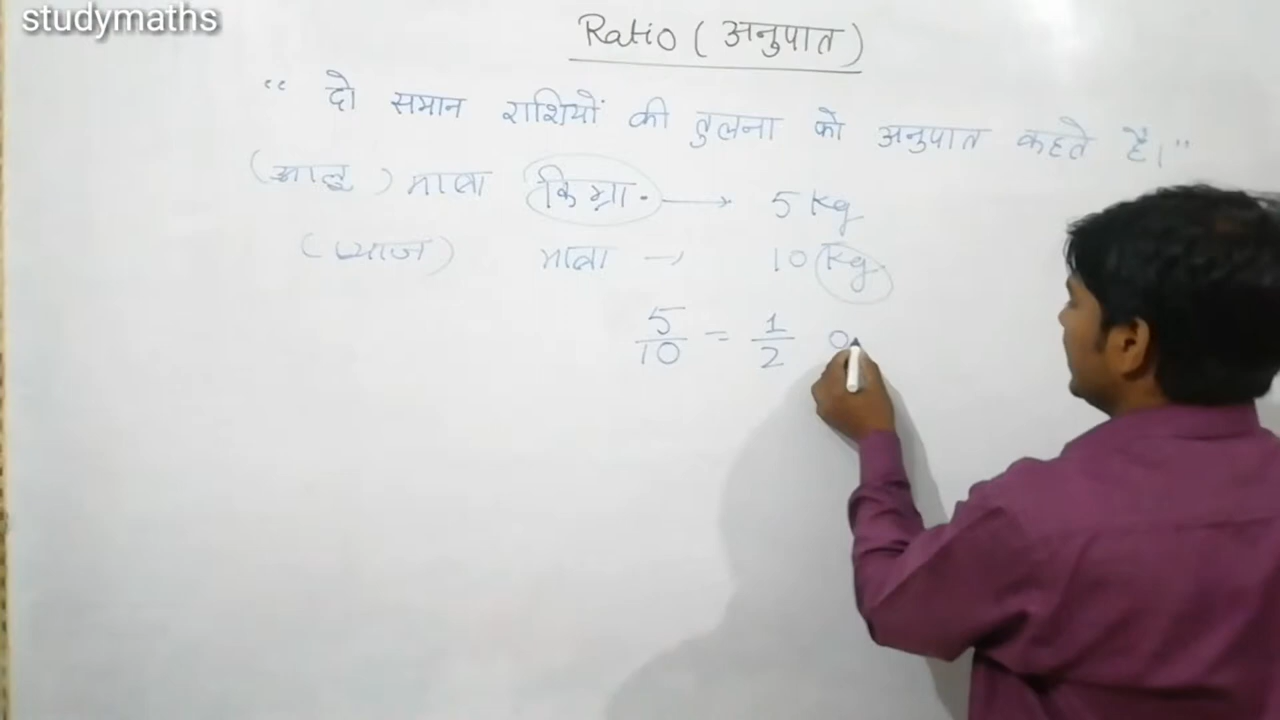 studymaths
Ratio ( अनुपात )
“ दो समान राशियों की तुलना को अनुपात कहते है। ”
( आलू ) मात्रा कि ग्रा. → 5 Kg
( प्याज ) मात्रा → 10 Kg
5/10 = 1/2 o